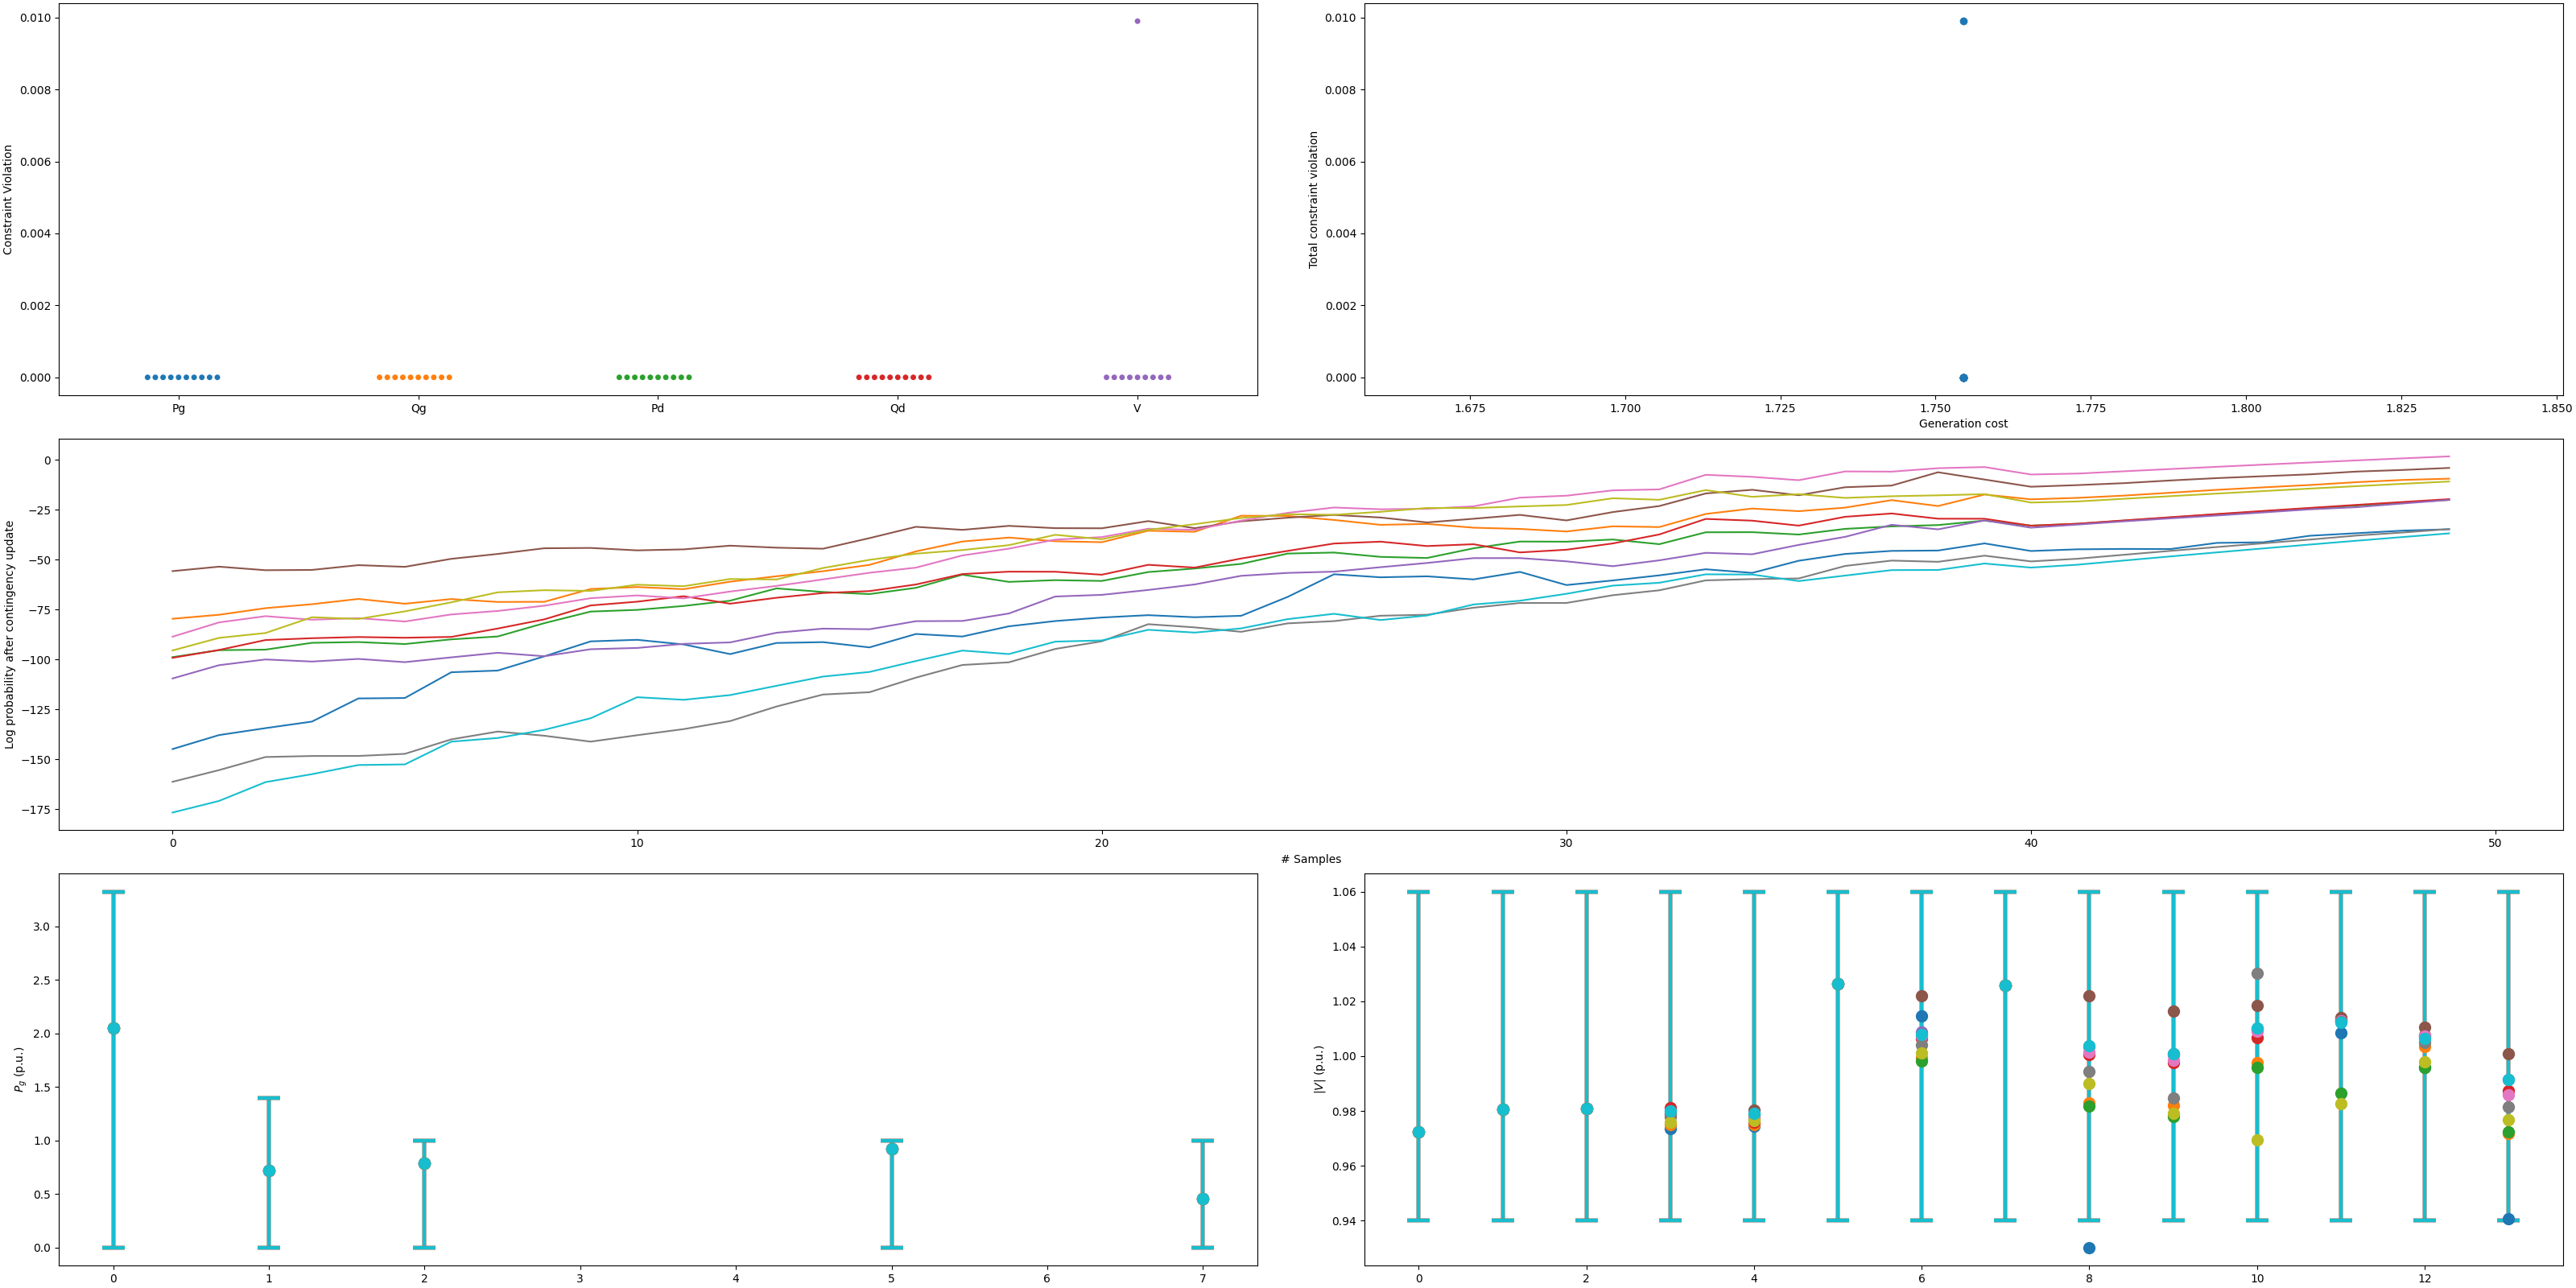 Constraint Violation
0.010
0.008
0.006
0.004
0.002
0.000
Pg Qg Pd Qd V
Total constraint violation
0.010
0.008
0.006
0.004
0.002
0.000
1.675 1.700 1.725 1.750 1.775 1.800 1.825 1.850
Generation cost
Log probability after contingency update
0
−25
−50
−75
−100
−125
−150
−175
0 10 20 30 40 50
# Samples
Pg (p.u.)
3.0
2.5
2.0
1.5
1.0
0.5
0.0
0 1 2 3 4 5 6 7
|V| (p.u.)
1.06
1.04
1.02
1.00
0.98
0.96
0.94
0 2 4 6 8 10 12